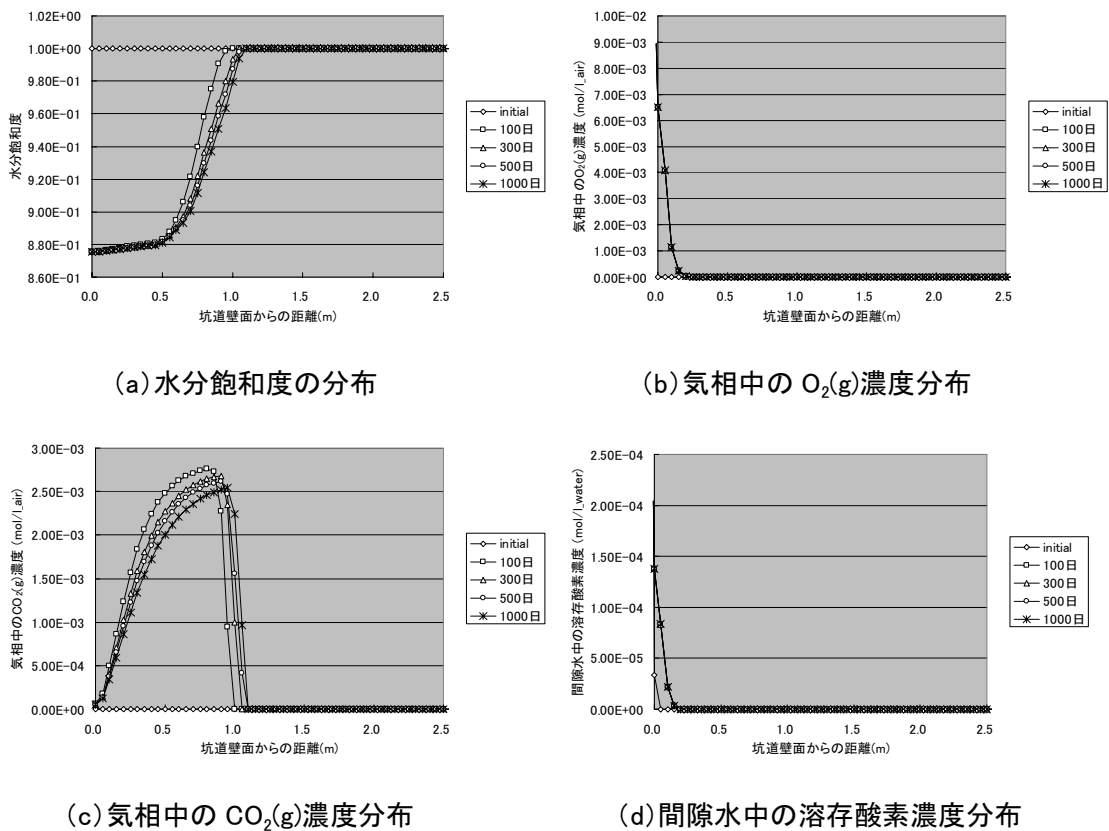 1.02E+00
1.00E+00
9.80E-01
9.60E-01
9.40E-01
9.20E-01
9.00E-01
8.80E-01
8.60E-01
水分飽和度
0.0 0.5 1.0 1.5 2.0 2.5
坑道壁面からの距離(m)
initial
100日
300日
500日
1000日
(a)水分飽和度の分布
1.00E-02
9.00E-03
8.00E-03
7.00E-03
6.00E-03
5.00E-03
4.00E-03
3.00E-03
2.00E-03
1.00E-03
0.00E+00
気相中のO₂(g)濃度 (mol/l_air)
0.0 0.5 1.0 1.5 2.0 2.5
坑道壁面からの距離(m)
initial
100日
300日
500日
1000日
(b)気相中の O₂(g)濃度分布
3.00E-03
2.50E-03
2.00E-03
1.50E-03
1.00E-03
5.00E-04
0.00E+00
気相中のCO₂(g)濃度 (mol/l_air)
0.0 0.5 1.0 1.5 2.0 2.5
坑道壁面からの距離(m)
initial
100日
300日
500日
1000日
(c)気相中の CO₂(g)濃度分布
2.50E-04
2.00E-04
1.50E-04
1.00E-04
5.00E-05
0.00E+00
間隙水中の溶存酸素濃度 (mol/l_water)
0.0 0.5 1.0 1.5 2.0 2.5
坑道壁面からの距離(m)
initial
100日
300日
500日
1000日
(d)間隙水中の溶存酸素濃度分布